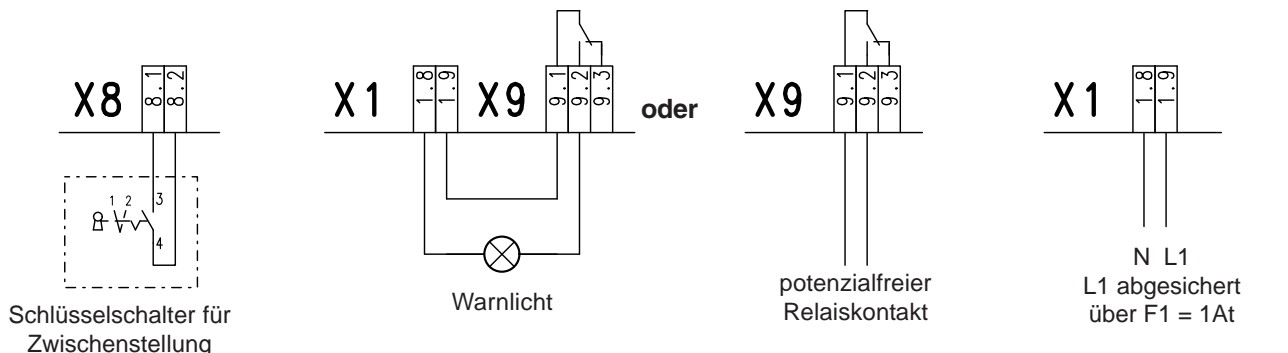 X8
8.1
8.2
1 2
3
4
Schlüsselschalter für
Zwischenstellung
X1
1.8
1.9
X9
9.1
9.2
9.3
Warnlicht
oder
X9
9.1
9.2
9.3
potenzialfreier
Relaiskontakt
X1
1.8
1.9
N L1
L1 abgesichert
über F1 = 1At